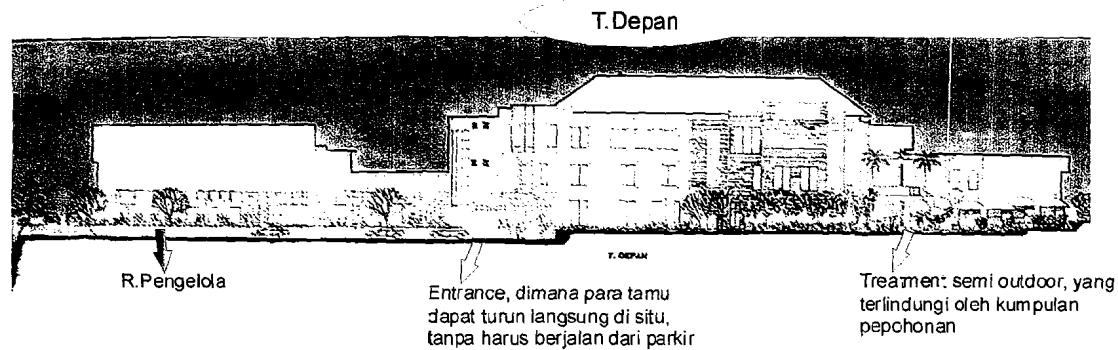 T.Depan
T. DEPAN
R.Pengelola
Entrance, dimana para tamu
dapat turun langsung di situ,
tanpa harus berjalan dari parkir
Treatment semi outdoor, yang
terlindungi oleh kumpulan
pepohonan